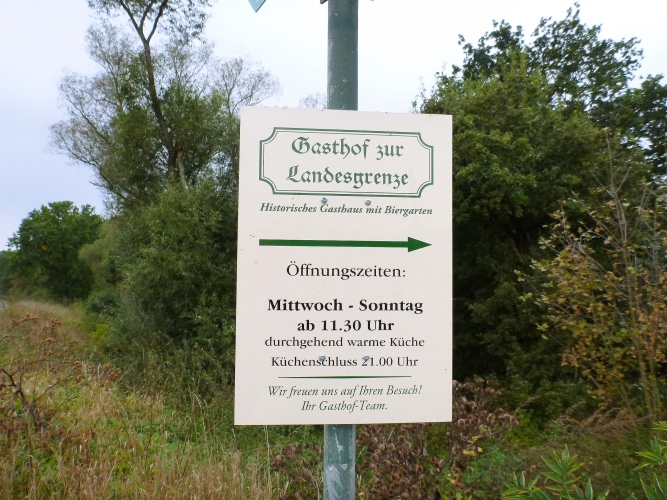 Gasthof zur
Landesgrenze
Historisches Gasthaus mit Biergarten
Öffnungszeiten:
Mittwoch - Sonntag
ab 11.30 Uhr
durchgehend warme Küche
Küchenschluss 21.00 Uhr
Wir freuen uns auf Ihren Besuch!
Ihr Gasthof-Team.